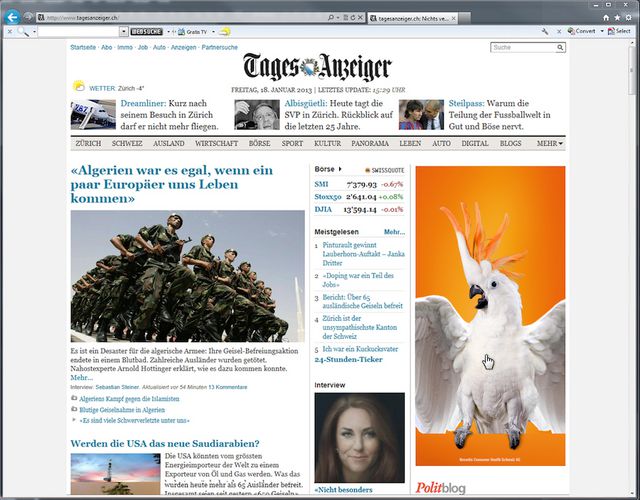 http://www.tagesanzeiger.ch/
tagesanzeiger.ch: Nichts ve...
WEBSUCHE
Gratis TV
Convert
Select
Startseite · Abo · Immo · Job · Auto · Anzeigen · Partnersuche
Suche
Tages Anzeiger
WETTER: Zürich -4°
FREITAG, 18. JANUAR 2013 | LETZTES UPDATE: 15:29 UHR
Dreamliner: Kurz nach
seinem Besuch in Zürich
darf er nicht mehr fliegen.
Albisgüetli: Heute tagt die
SVP in Zürich. Rückblick auf
die letzten 25 Jahre.
Steilpass: Warum die
Teilung der Fussballwelt in
Gut und Böse nervt.
ZÜRICH SCHWEIZ AUSLAND WIRTSCHAFT BÖRSE SPORT KULTUR PANORAMA LEBEN AUTO DIGITAL BLOGS MEHR
«Algerien war es egal, wenn ein
paar Europäer ums Leben
kommen»
Es ist ein Desaster für die algerische Armee: Ihre Geisel-Befreiungsaktion
endete in einem Blutbad. Zahlreiche Ausländer wurden getötet.
Nahostexperte Arnold Hottinger erklärt, wie es dazu kommen konnte.
Mehr...
Interview: Sebastian Steiner. Aktualisiert vor 54 Minuten 13 Kommentare
Algeriens Kampf gegen die Islamisten
Blutige Geiselnahme in Algerien
«Es sind viele Schwerverletzte unter uns»
Werden die USA das neue Saudiarabien?
Die USA könnten vom grössten
Energieimporteur der Welt zu einem
Exporteur von Öl und Gas werden. Was das
Börse
SWISSQUOTE
SMI 7'379.93 -0.67%
Stoxx50 2'641.04 +0.08%
DJIA 13'594.14 -0.01%
Meistgelesen Mehr...
1 Pinturault gewinnt
Lauberhorn-Auftakt – Janka
Dritter
2 «Doping war ein Teil des
Jobs»
3 Bericht: Über 65
ausländische Geiseln befreit
4 Zürich ist der
unsympathischste Kanton
der Schweiz
5 Ich war ein Kuckucksvater
24-Stunden-Ticker
Interview
«Nicht besonders
Politblog